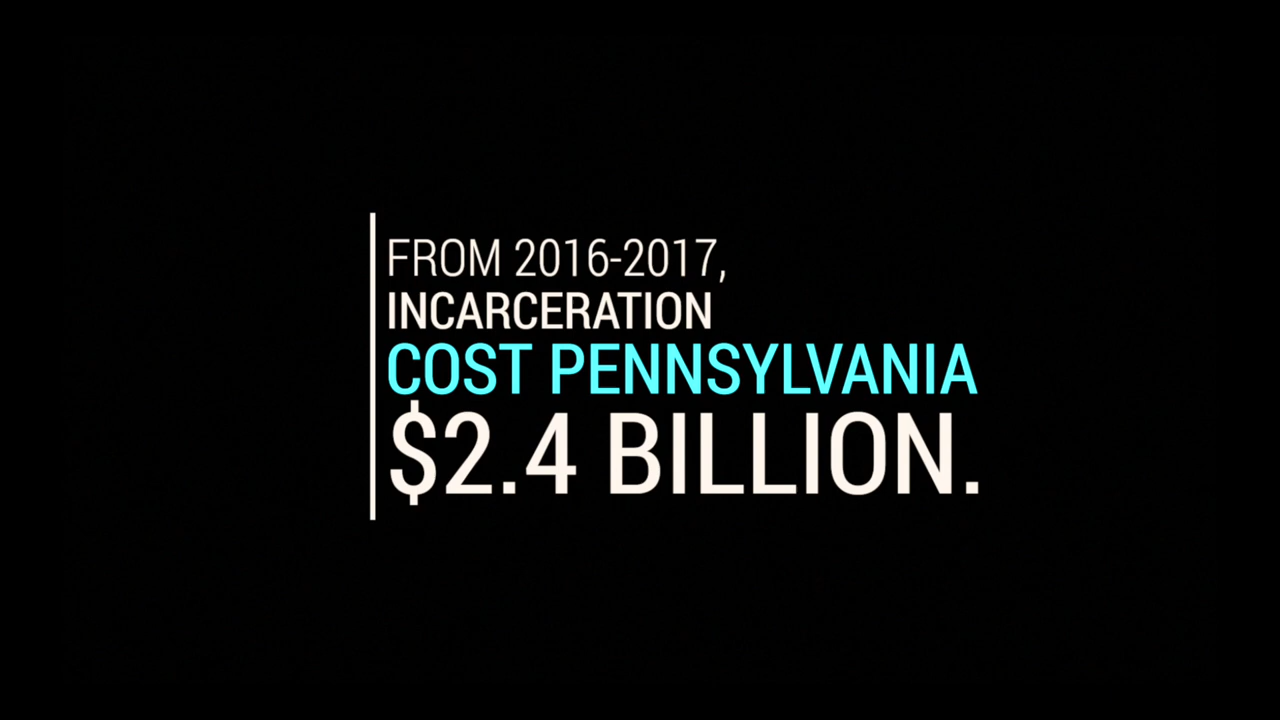 FROM 2016-2017,
INCARCERATION
COST PENNSYLVANIA
$2.4 BILLION.